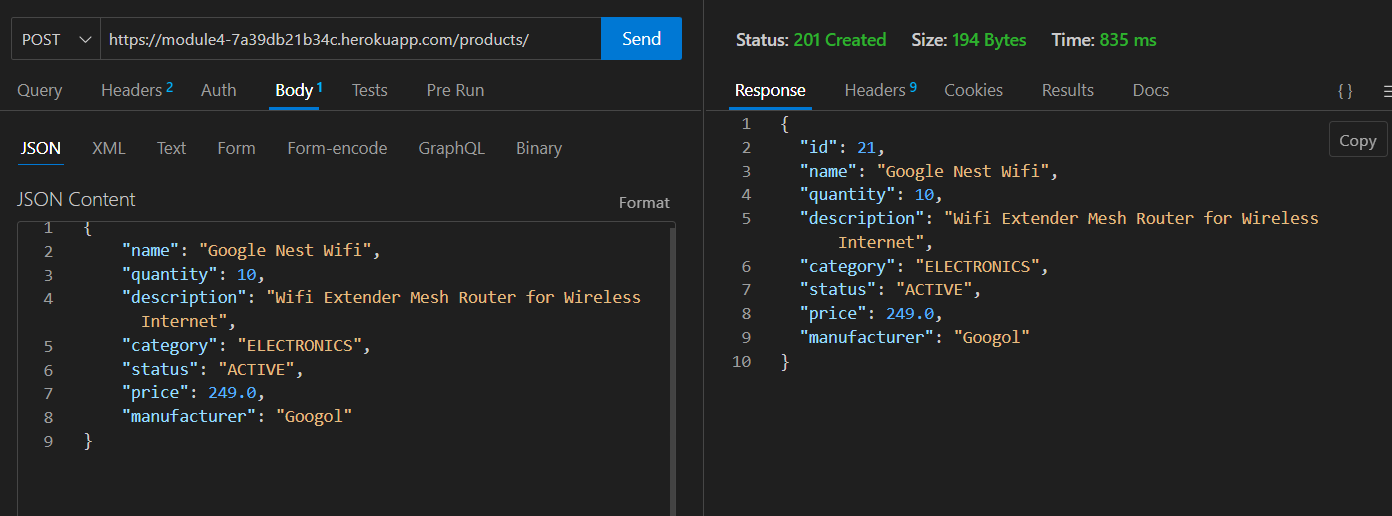 POST
https://module4-7a39db21b34c.herokuapp.com/products/
Send
Query
Headers 2
Auth
Body 1
Tests
Pre Run
JSON
XML
Text
Form
Form-encode
GraphQL
Binary
JSON Content
Format
1 {
2 "name": "Google Nest Wifi",
3 "quantity": 10,
4 "description": "Wifi Extender Mesh Router for Wireless
Internet",
5 "category": "ELECTRONICS",
6 "status": "ACTIVE",
7 "price": 249.0,
8 "manufacturer": "Googol"
9 }
Status: 201 Created
Size: 194 Bytes
Time: 835 ms
Response
Headers 9
Cookies
Results
Docs
{}
Copy
1 {
2 "id": 21,
3 "name": "Google Nest Wifi",
4 "quantity": 10,
5 "description": "Wifi Extender Mesh Router for Wireless
Internet",
6 "category": "ELECTRONICS",
7 "status": "ACTIVE",
8 "price": 249.0,
9 "manufacturer": "Googol"
10 }